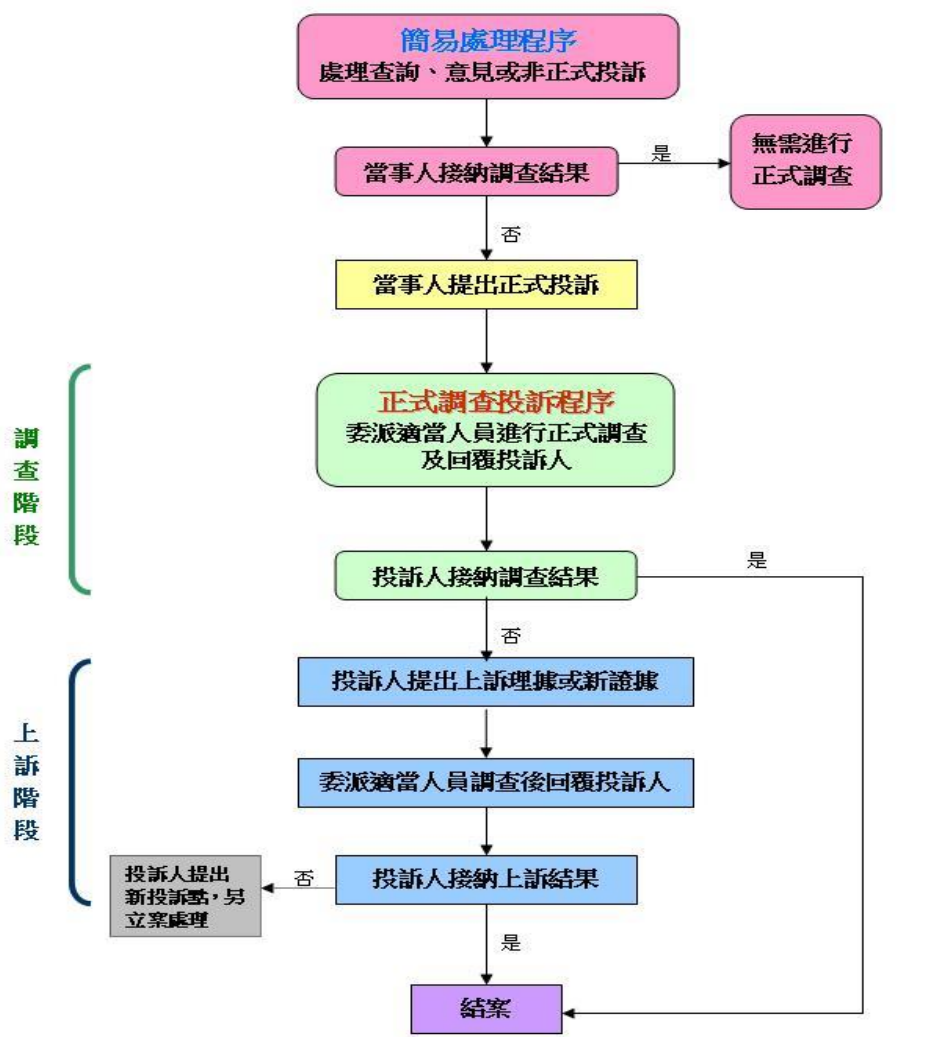 簡易處理程序
處理查詢、意見或非正式投訴
當事人接納調查結果
是
無需進行
正式調查
否
當事人提出正式投訴
調
查
階
段
正式調查投訴程序
委派適當人員進行正式調查
及回覆投訴人
投訴人接納調查結果
是
否
上
訴
階
段
投訴人提出上訴理據或新證據
委派適當人員調查後回覆投訴人
投訴人接納上訴結果
否
投訴人提出
新投訴點，另
立案處理
是
結案